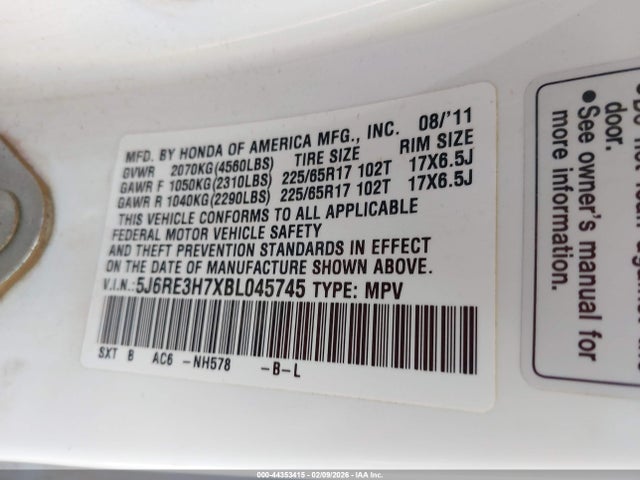 MFD. BY HONDA OF AMERICA MFG., INC. 08/'11
GVWR 2070KG(4560LBS) TIRE SIZE RIM SIZE
GAWR F 1050KG(2310LBS) 225/65R17 102T 17X6.5J
GAWR R 1040KG(2290LBS) 225/65R17 102T 17X6.5J
THIS VEHICLE CONFORMS TO ALL APPLICABLE
FEDERAL MOTOR VEHICLE SAFETY
AND THEFT PREVENTION STANDARDS IN EFFECT
ON THE DATE OF MANUFACTURE SHOWN ABOVE.
V.I.N.:5J6RE3H7XBL045745 TYPE: MPV
SXT B AC6 -NH578 -B-L
door.
●See owner's manual for
more information.
000-44353415 - 02/09/2026 - IAA Inc.